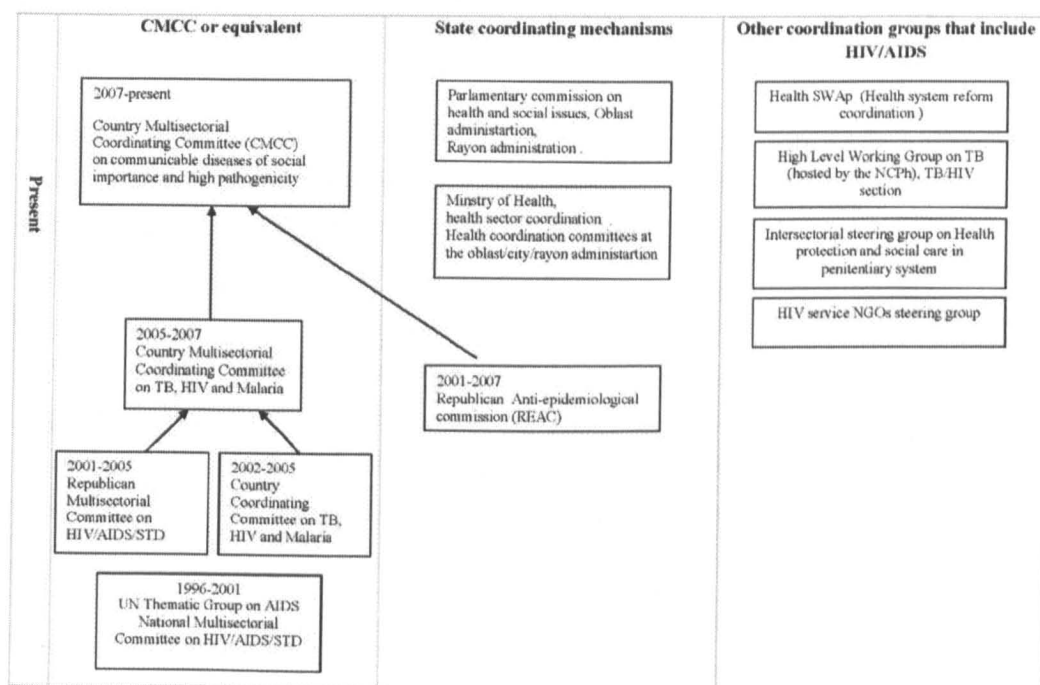 CMCC or equivalent
State coordinating mechanisms
Other coordination groups that include
HIV/AIDS
Present
2007-present
Country Multisectorial
Coordinating Committee (CMCC)
on communicable diseases of social
importance and high pathogenicity
Parlamentary commission on
health and social issues, Oblast
administartion,
Rayon administration .
Minstry of Health,
health sector coordination .
Health coordination committees at
the oblast/city/rayon administartion
Health SWAp (Health system reform
coordination )
High Level Working Group on TB
(hosted by the NCPh), TB/HIV
section
Intersectorial steering group on Health
protection and social care in
penitentiary system
HIV service NGOs steering group
2005-2007
Country Multisectorial
Coordinating Committee
on TB, HIV and Malaria
2001-2007
Republican Anti-epidemiological
commission (REAC)
2001-2005
Republican
Multisectorial
Committee on
HIV/AIDS/STD
2002-2005
Country
Coordinating
Committee on TB,
HIV and Malaria
1996-2001
UN Thematic Group on AIDS
National Multisectorial
Committee on HIV/AIDS/STD